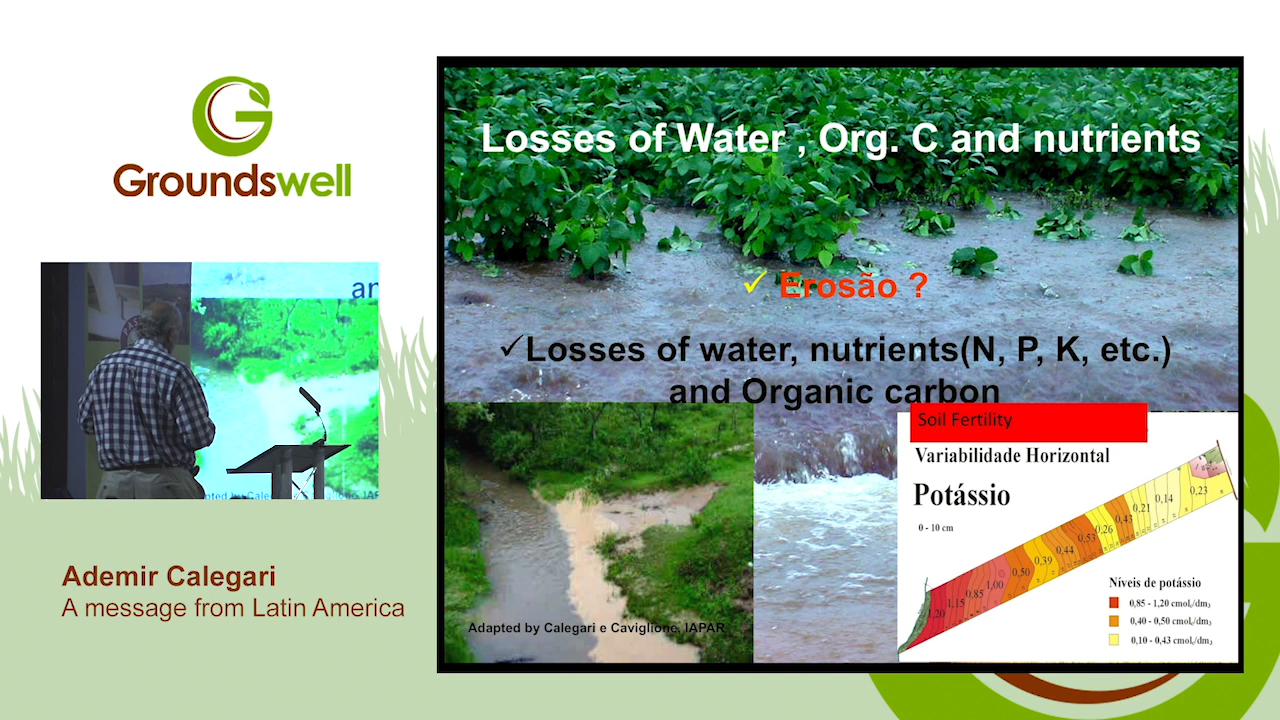 Groundswell
an
Ademir Calegari
A message from Latin America
Losses of Water , Org. C and nutrients
✓ Erosão ?
✓Losses of water, nutrients(N, P, K, etc.)
and Organic carbon
Adapted by Calegari e Caviglione, IAPAR
Soil Fertility
Variabilidade Horizontal
Potássio
0 - 10 cm
0,23
0,14
0,21
0,43
0,26
0,53
0,44
0,39
0,50
1,00
0,85
1,15
1,20
Níveis de potássio
0,85 - 1,20 cmolc/dm3
0,40 - 0,50 cmolc/dm3
0,10 - 0,43 cmolc/dm3